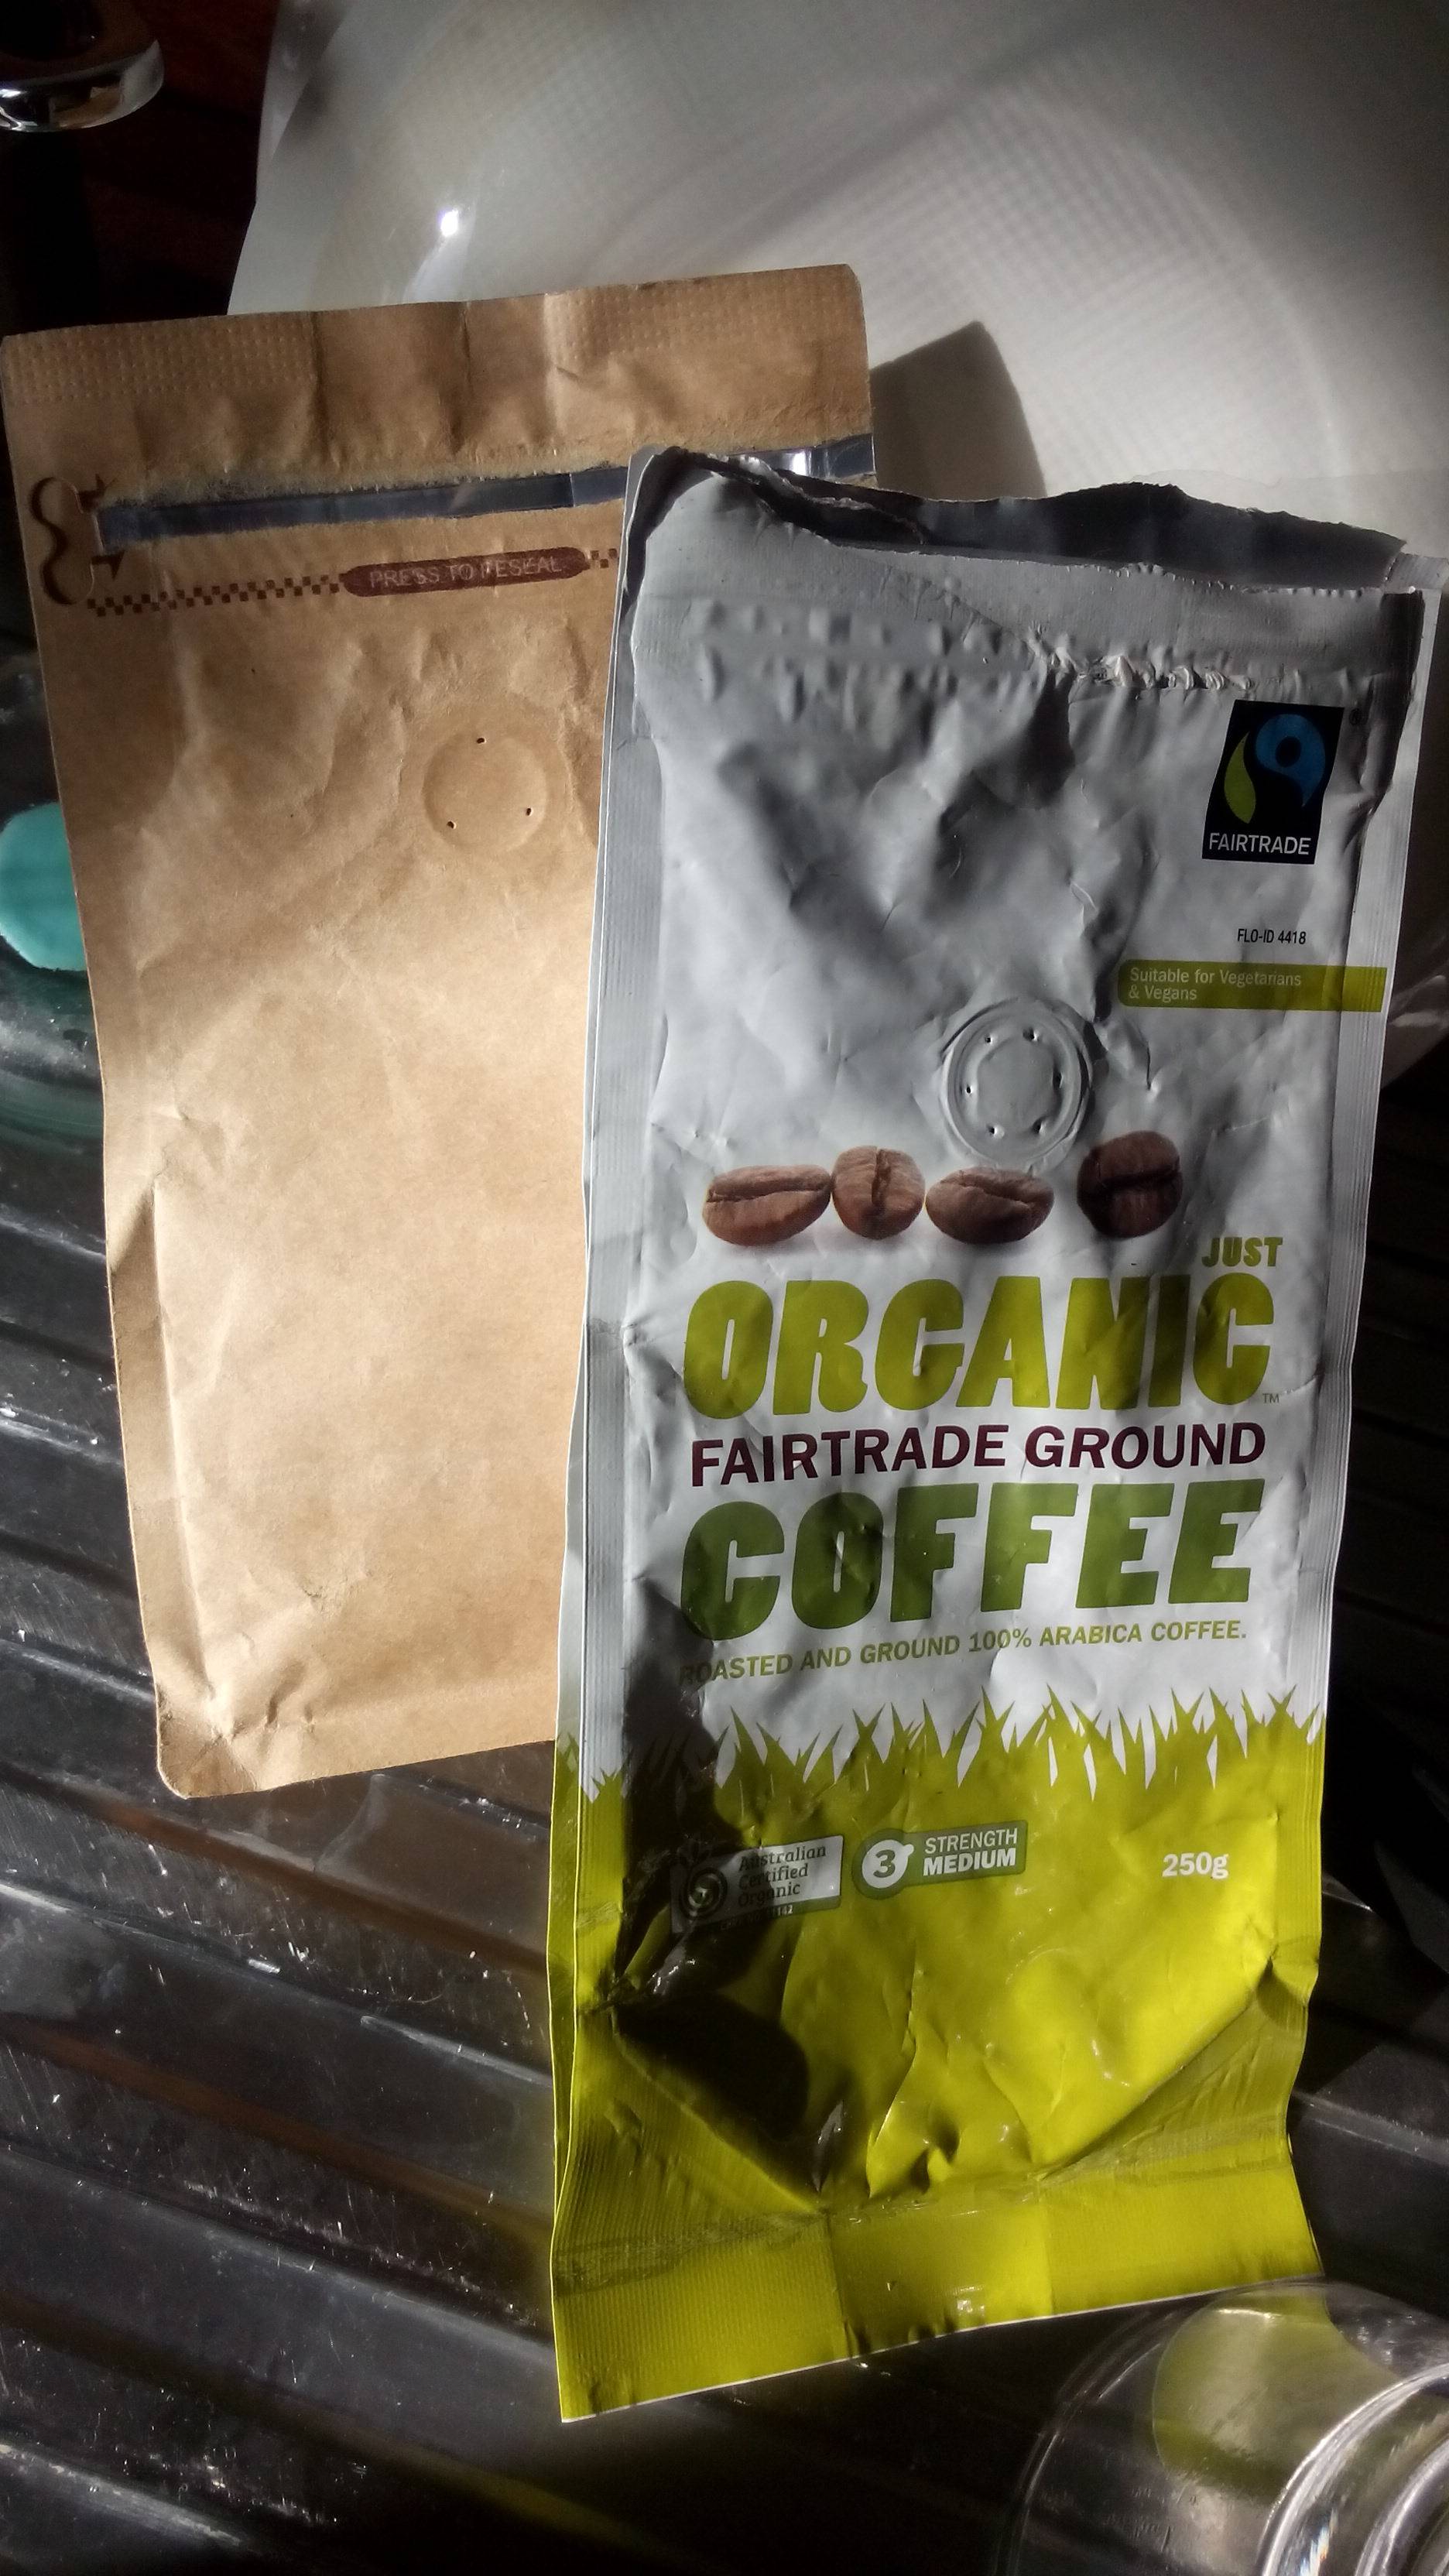 PRESS TO RESEAL
®
FAIRTRADE
FLO-ID 4418
Suitable for Vegetarians
& Vegans
JUST
ORGANIC
TM
FAIRTRADE GROUND
COFFEE
ROASTED AND GROUND 100% ARABICA COFFEE.
Australian
Certified
Organic
3
STRENGTH
MEDIUM
250g